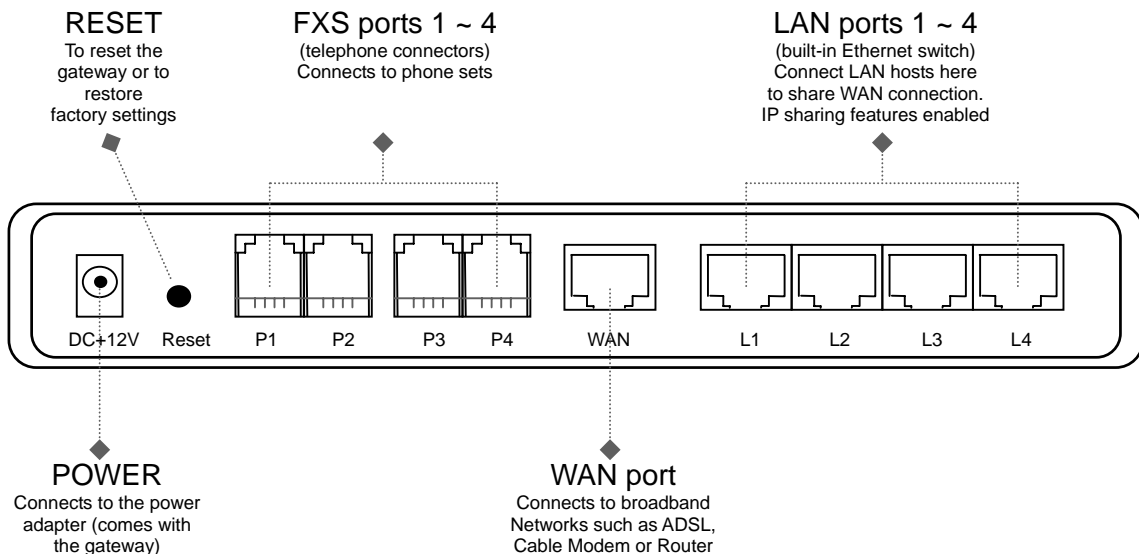 RESET
To reset the
gateway or to
restore
factory settings
FXS ports 1 ~ 4
(telephone connectors)
Connects to phone sets
LAN ports 1 ~ 4
(built-in Ethernet switch)
Connect LAN hosts here
to share WAN connection.
IP sharing features enabled
DC+12V Reset P1 P2 P3 P4 WAN L1 L2 L3 L4
POWER
Connects to the power
adapter (comes with
the gateway)
WAN port
Connects to broadband
Networks such as ADSL,
Cable Modem or Router